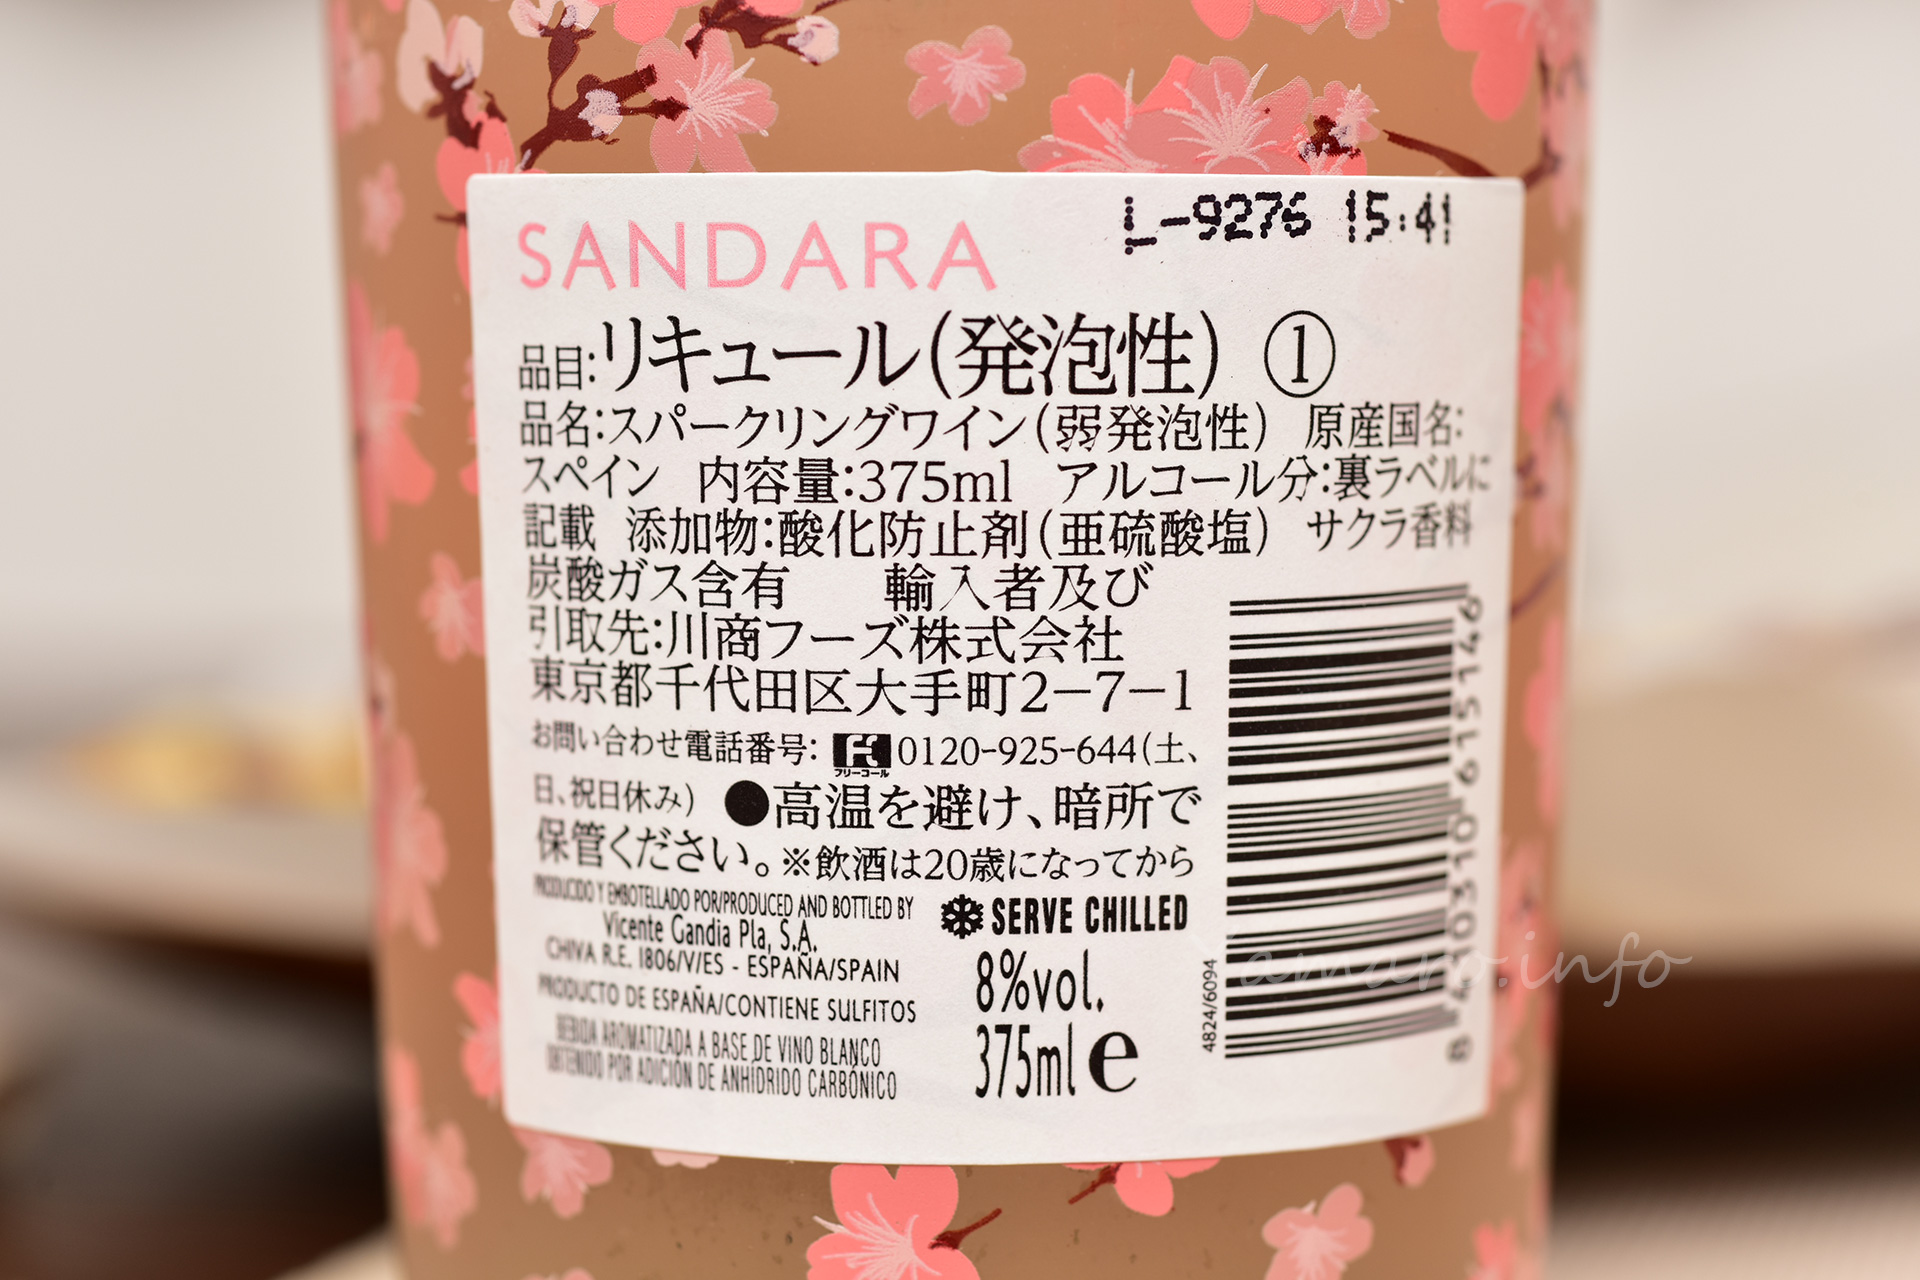 L-9276 15:41
SANDARA
品目:リキュール(発泡性) ①
品名:スパークリングワイン(弱発泡性) 原産国名:
スペイン 内容量:375ml アルコール分:裏ラベルに
記載 添加物:酸化防止剤(亜硫酸塩) サクラ香料
炭酸ガス含有 輸入者及び
引取先:川商フーズ株式会社
東京都千代田区大手町2-7-1
お問い合わせ電話番号: フリーコール 0120-925-644(土、
日、祝日休み) ●高温を避け、暗所で
保管ください。※飲酒は20歳になってから
PRODUCIDO Y EMBOTELLADO POR/PRODUCED AND BOTTLED BY
Vicente Gandia Pla, S.A.
CHIVA R.E. 1806/V/ES - ESPAÑA/SPAIN
PRODUCTO DE ESPAÑA/CONTIENE SULFITOS
BEBIDA AROMATIZADA A BASE DE VINO BLANCO
OBTENIDO POR ADICIÓN DE ANHÍDRIDO CARBÓNICO
SERVE CHILLED
8%vol.
375ml e
4824/6094
8 410310 615146
amaro.info